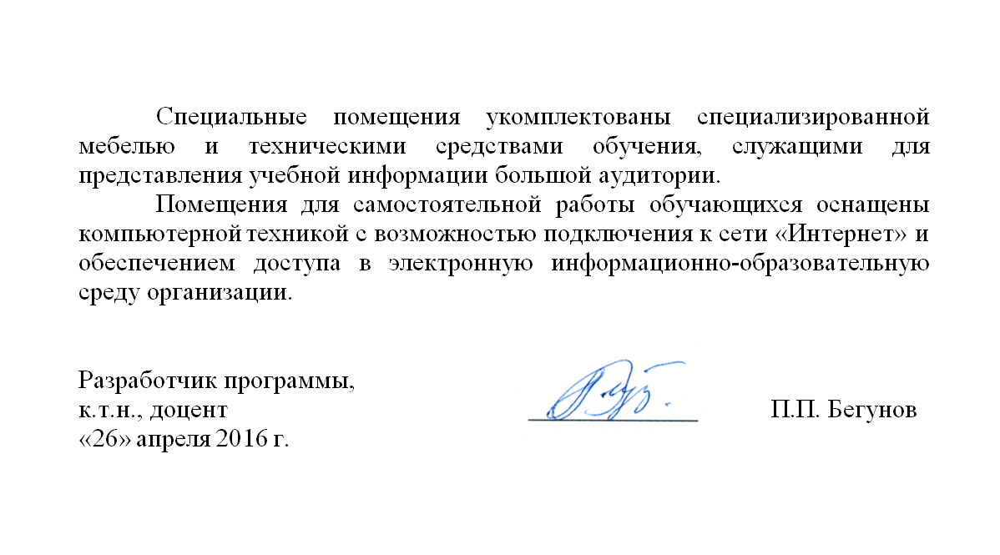 Специальные помещения укомплектованы специализированной
мебелью и техническими средствами обучения, служащими для
представления учебной информации большой аудитории.
Помещения для самостоятельной работы обучающихся оснащены
компьютерной техникой с возможностью подключения к сети «Интернет» и
обеспечением доступа в электронную информационно-образовательную
среду организации.
Разработчик программы,
к.т.н., доцент П.П. Бегунов
«26» апреля 2016 г.